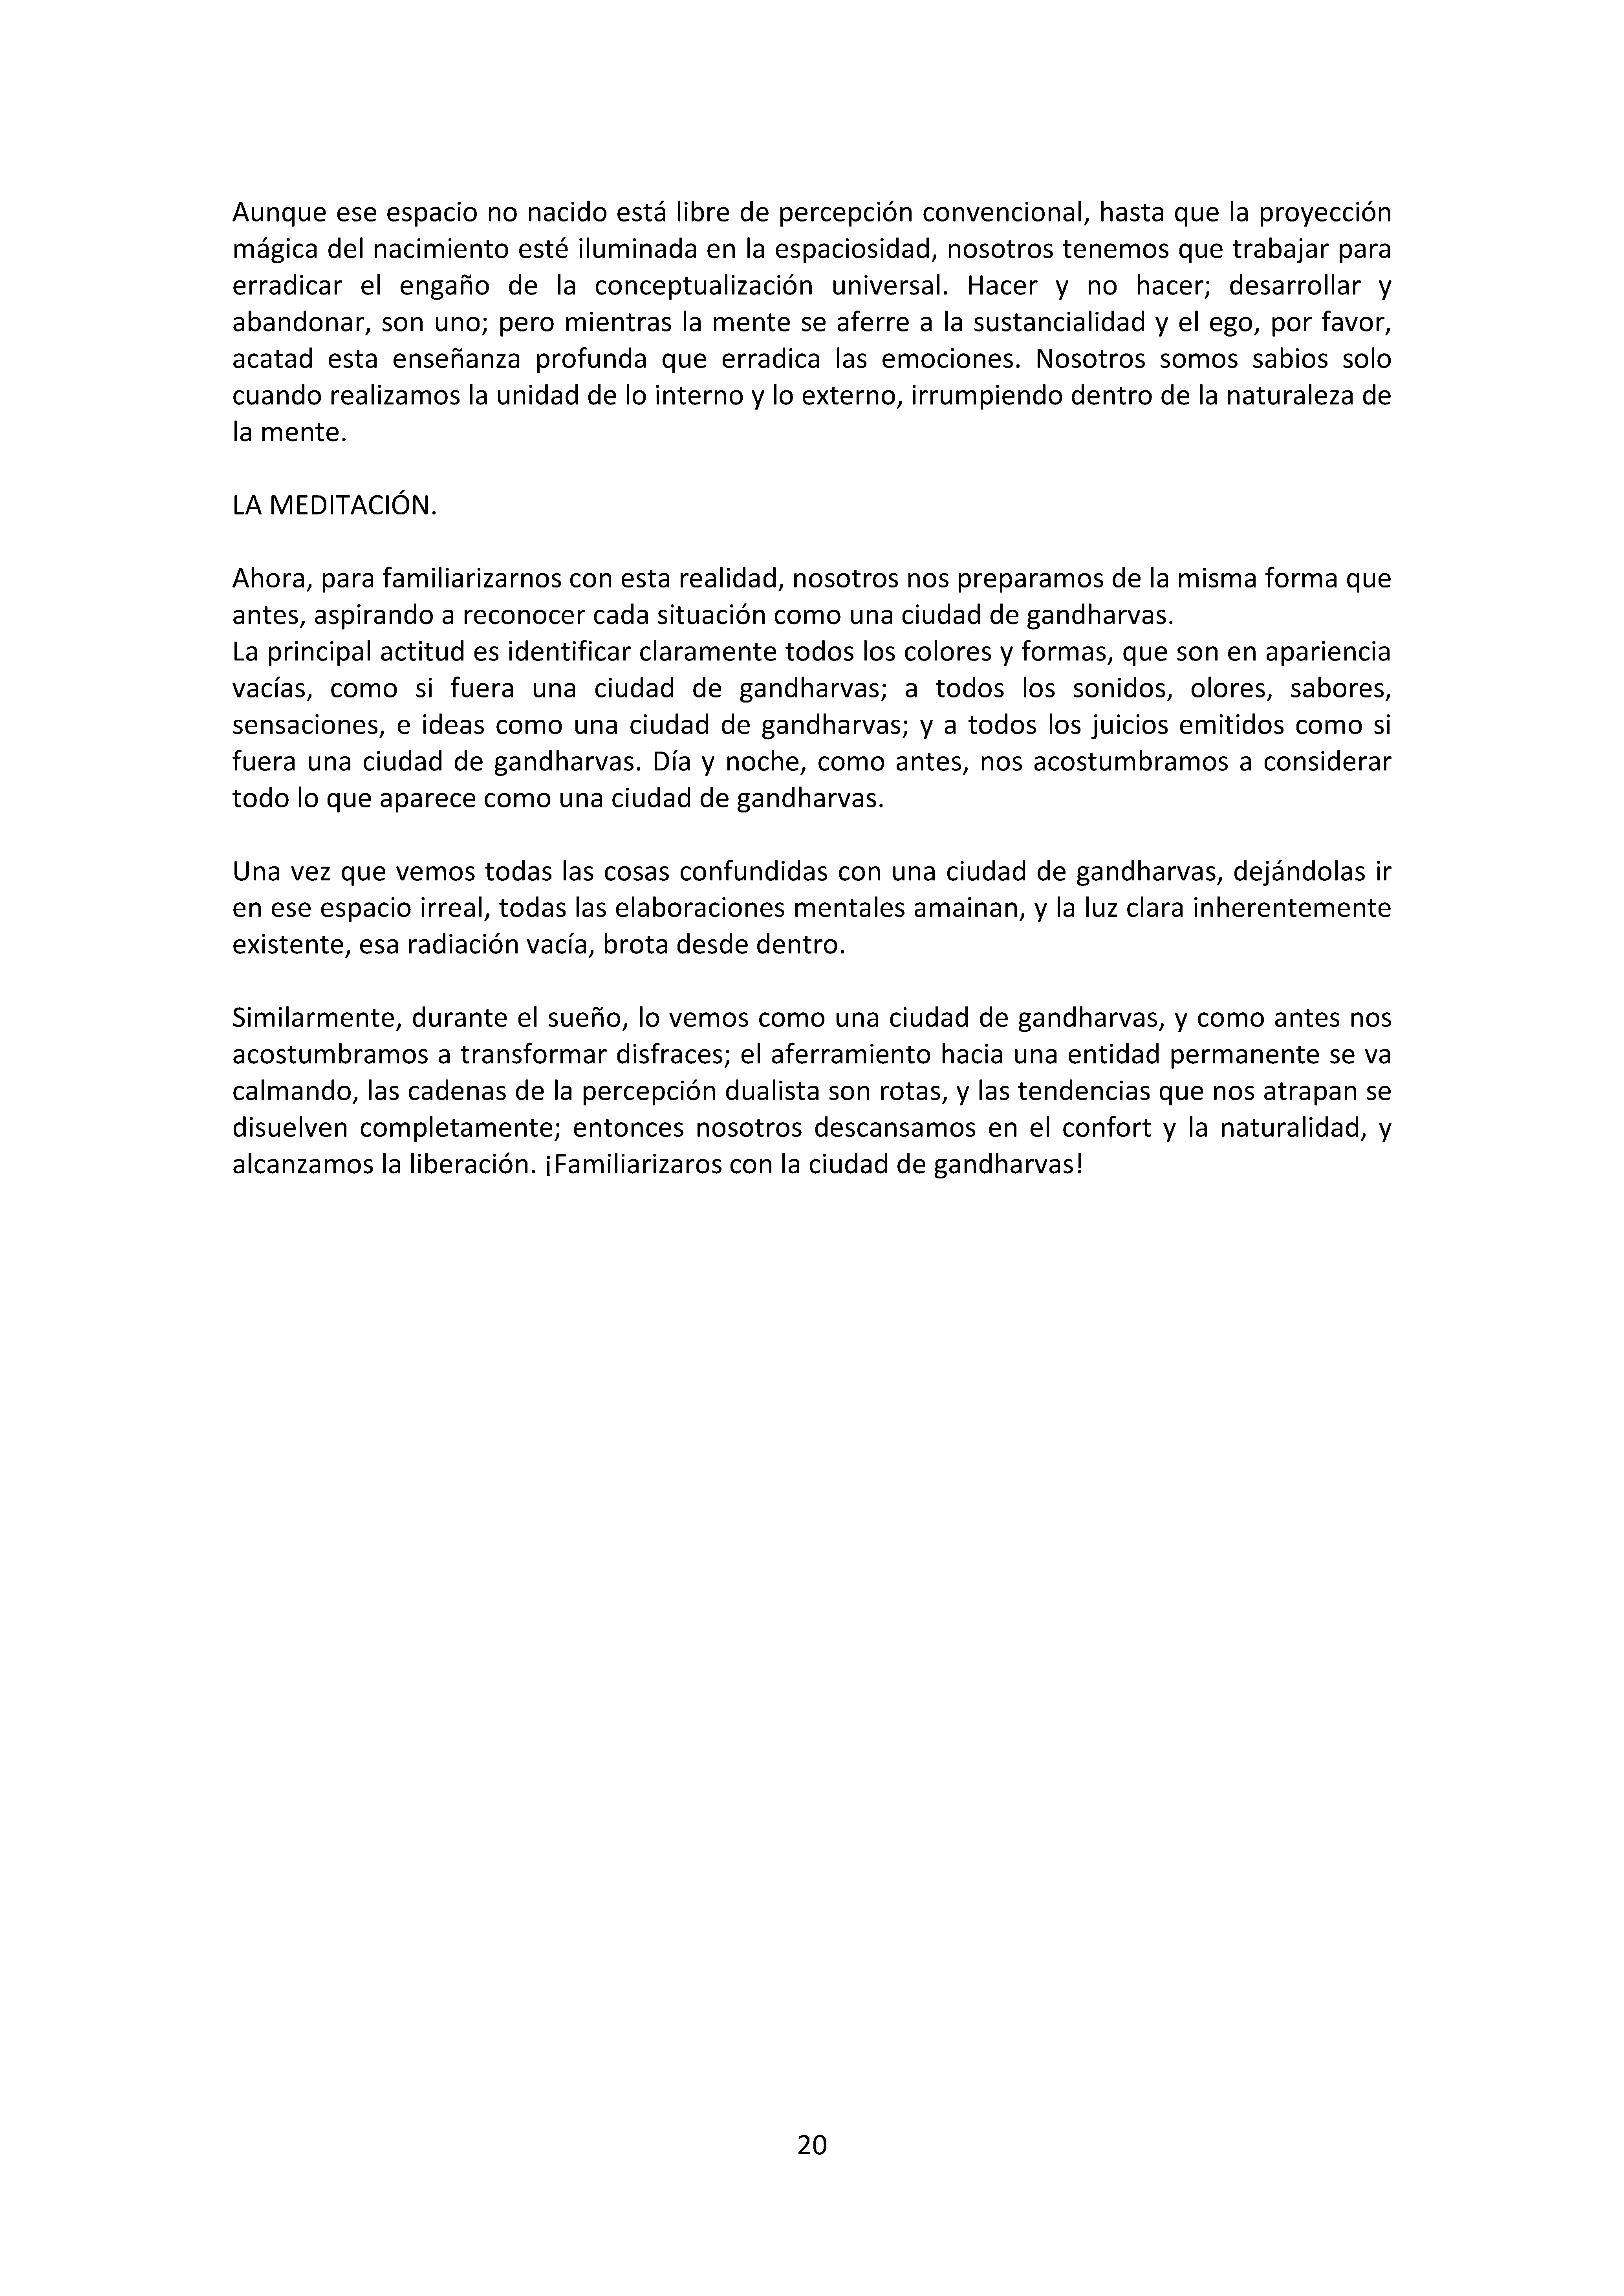 Aunque ese espacio no nacido está libre de percepción convencional, hasta que la proyección
mágica del nacimiento esté iluminada en la espaciosidad, nosotros tenemos que trabajar para
erradicar el engaño de la conceptualización universal. Hacer y no hacer; desarrollar y
abandonar, son uno; pero mientras la mente se aferre a la sustancialidad y el ego, por favor,
acatad esta enseñanza profunda que erradica las emociones. Nosotros somos sabios solo
cuando realizamos la unidad de lo interno y lo externo, irrumpiendo dentro de la naturaleza de
la mente.
LA MEDITACIÓN.
Ahora, para familiarizarnos con esta realidad, nosotros nos preparamos de la misma forma que
antes, aspirando a reconocer cada situación como una ciudad de gandharvas.
La principal actitud es identificar claramente todos los colores y formas, que son en apariencia
vacías, como si fuera una ciudad de gandharvas; a todos los sonidos, olores, sabores,
sensaciones, e ideas como una ciudad de gandharvas; y a todos los juicios emitidos como si
fuera una ciudad de gandharvas. Día y noche, como antes, nos acostumbramos a considerar
todo lo que aparece como una ciudad de gandharvas.
Una vez que vemos todas las cosas confundidas con una ciudad de gandharvas, dejándolas ir
en ese espacio irreal, todas las elaboraciones mentales amainan, y la luz clara inherentemente
existente, esa radiación vacía, brota desde dentro.
Similarmente, durante el sueño, lo vemos como una ciudad de gandharvas, y como antes nos
acostumbramos a transformar disfraces; el aferramiento hacia una entidad permanente se va
calmando, las cadenas de la percepción dualista son rotas, y las tendencias que nos atrapan se
disuelven completamente; entonces nosotros descansamos en el confort y la naturalidad, y
alcanzamos la liberación. ¡Familiarizaros con la ciudad de gandharvas!
20